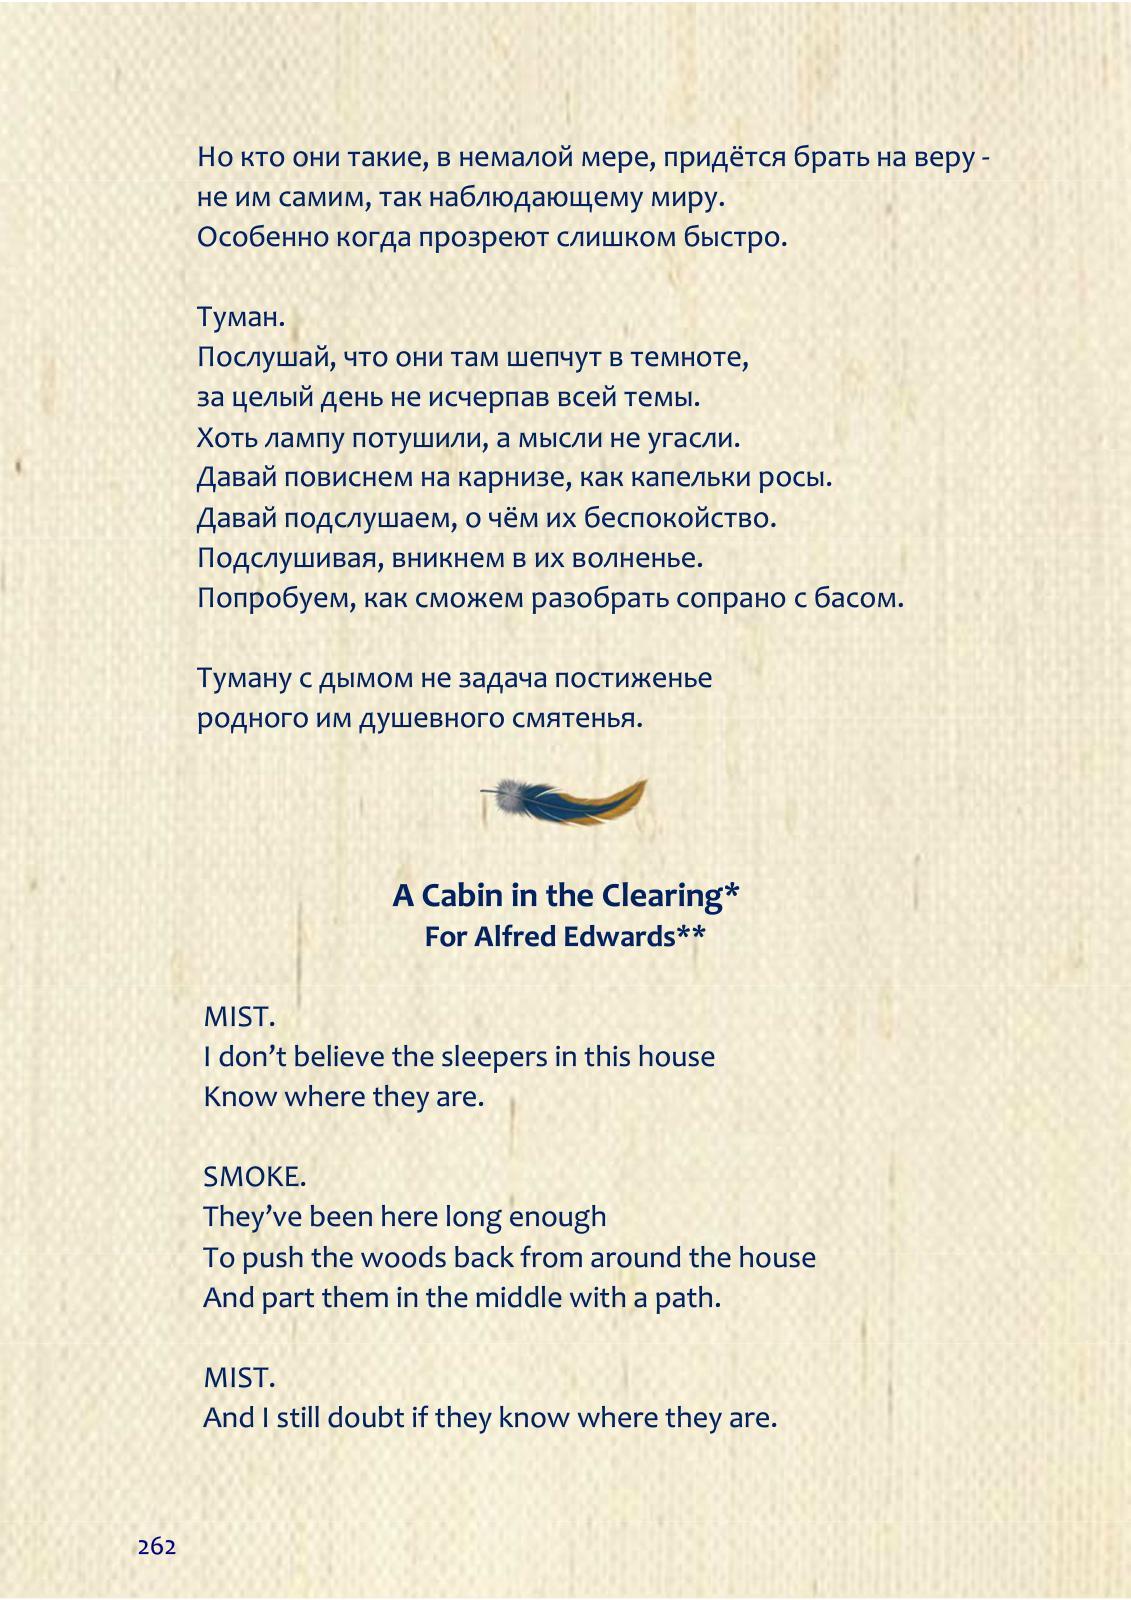 Но кто они такие, в немалой мере, придётся брать на веру -
не им самим, так наблюдающему миру.
Особенно когда прозреют слишком быстро.
Туман.
Послушай, что они там шепчут в темноте,
за целый день не исчерпав всей темы.
Хоть лампу потушили, а мысли не угасли.
Давай повиснем на карнизе, как капельки росы.
Давай подслушаем, о чём их беспокойство.
Подслушивая, вникнем в их волненье.
Попробуем, как сможем разобрать сопрано с басом.
Туману с дымом не задача постиженье
родного им душевного смятенья.
A Cabin in the Clearing*
For Alfred Edwards**
MIST.
I don’t believe the sleepers in this house
Know where they are.
SMOKE.
They’ve been here long enough
To push the woods back from around the house
And part them in the middle with a path.
MIST.
And I still doubt if they know where they are.
262